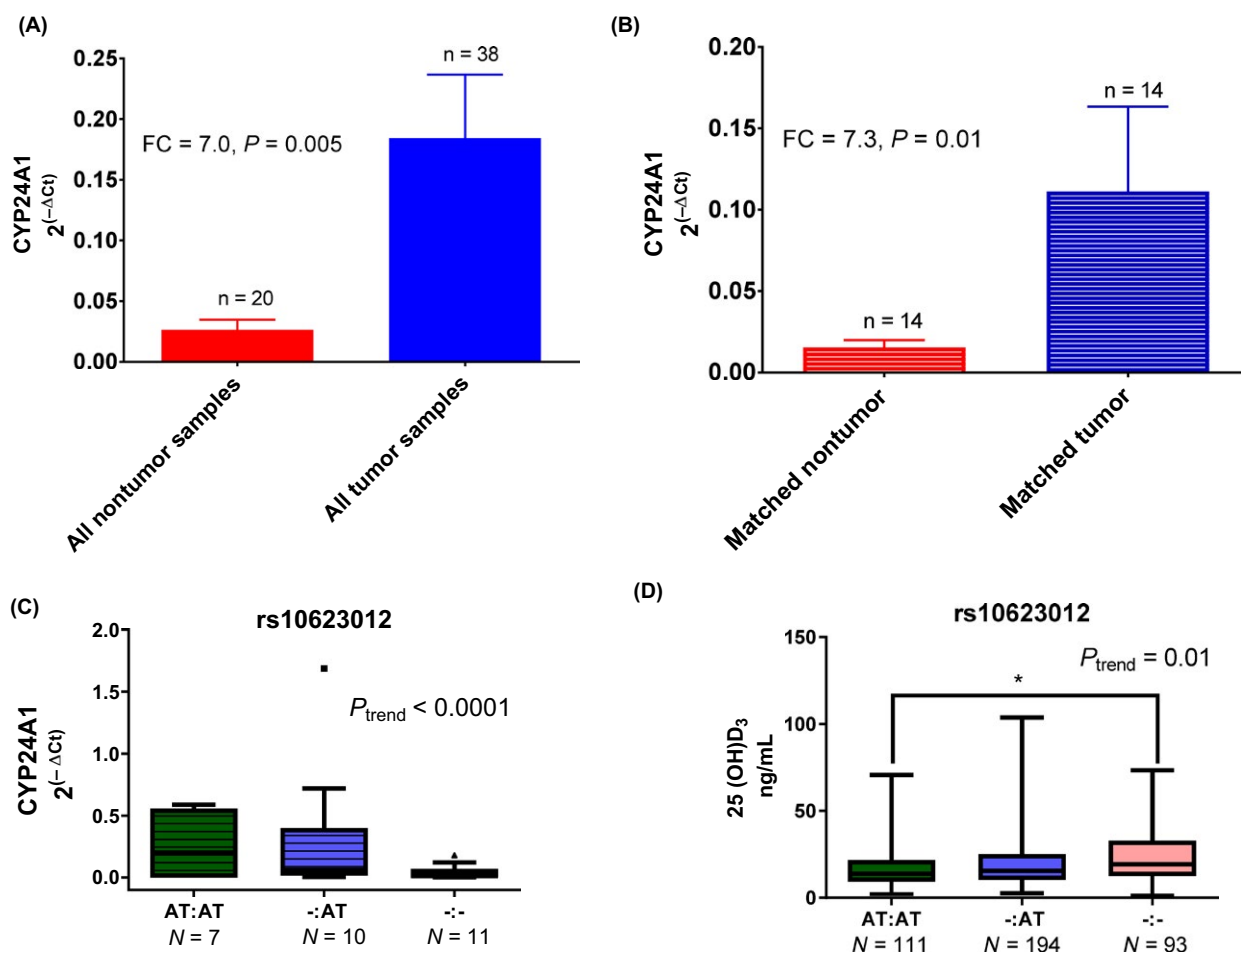 (A)
CYP24A1
2(−ΔCt)
0.25
0.20
0.15
0.10
0.05
0.00
FC = 7.0, P = 0.005
n = 38
n = 20
All nontumor samples
All tumor samples
(B)
CYP24A1
2(−ΔCt)
0.20
0.15
0.10
0.05
0.00
FC = 7.3, P = 0.01
n = 14
n = 14
Matched nontumor
Matched tumor
(C)
rs10623012
CYP24A1
2(− ΔCt)
2.0
1.5
1.0
0.5
0.0
Ptrend < 0.0001
AT:AT
-:AT
-:-
N = 7
N = 10
N = 11
(D)
rs10623012
25 (OH)D3
ng/mL
150
100
50
0
Ptrend = 0.01
*
AT:AT
-:AT
-:-
N = 111
N = 194
N = 93